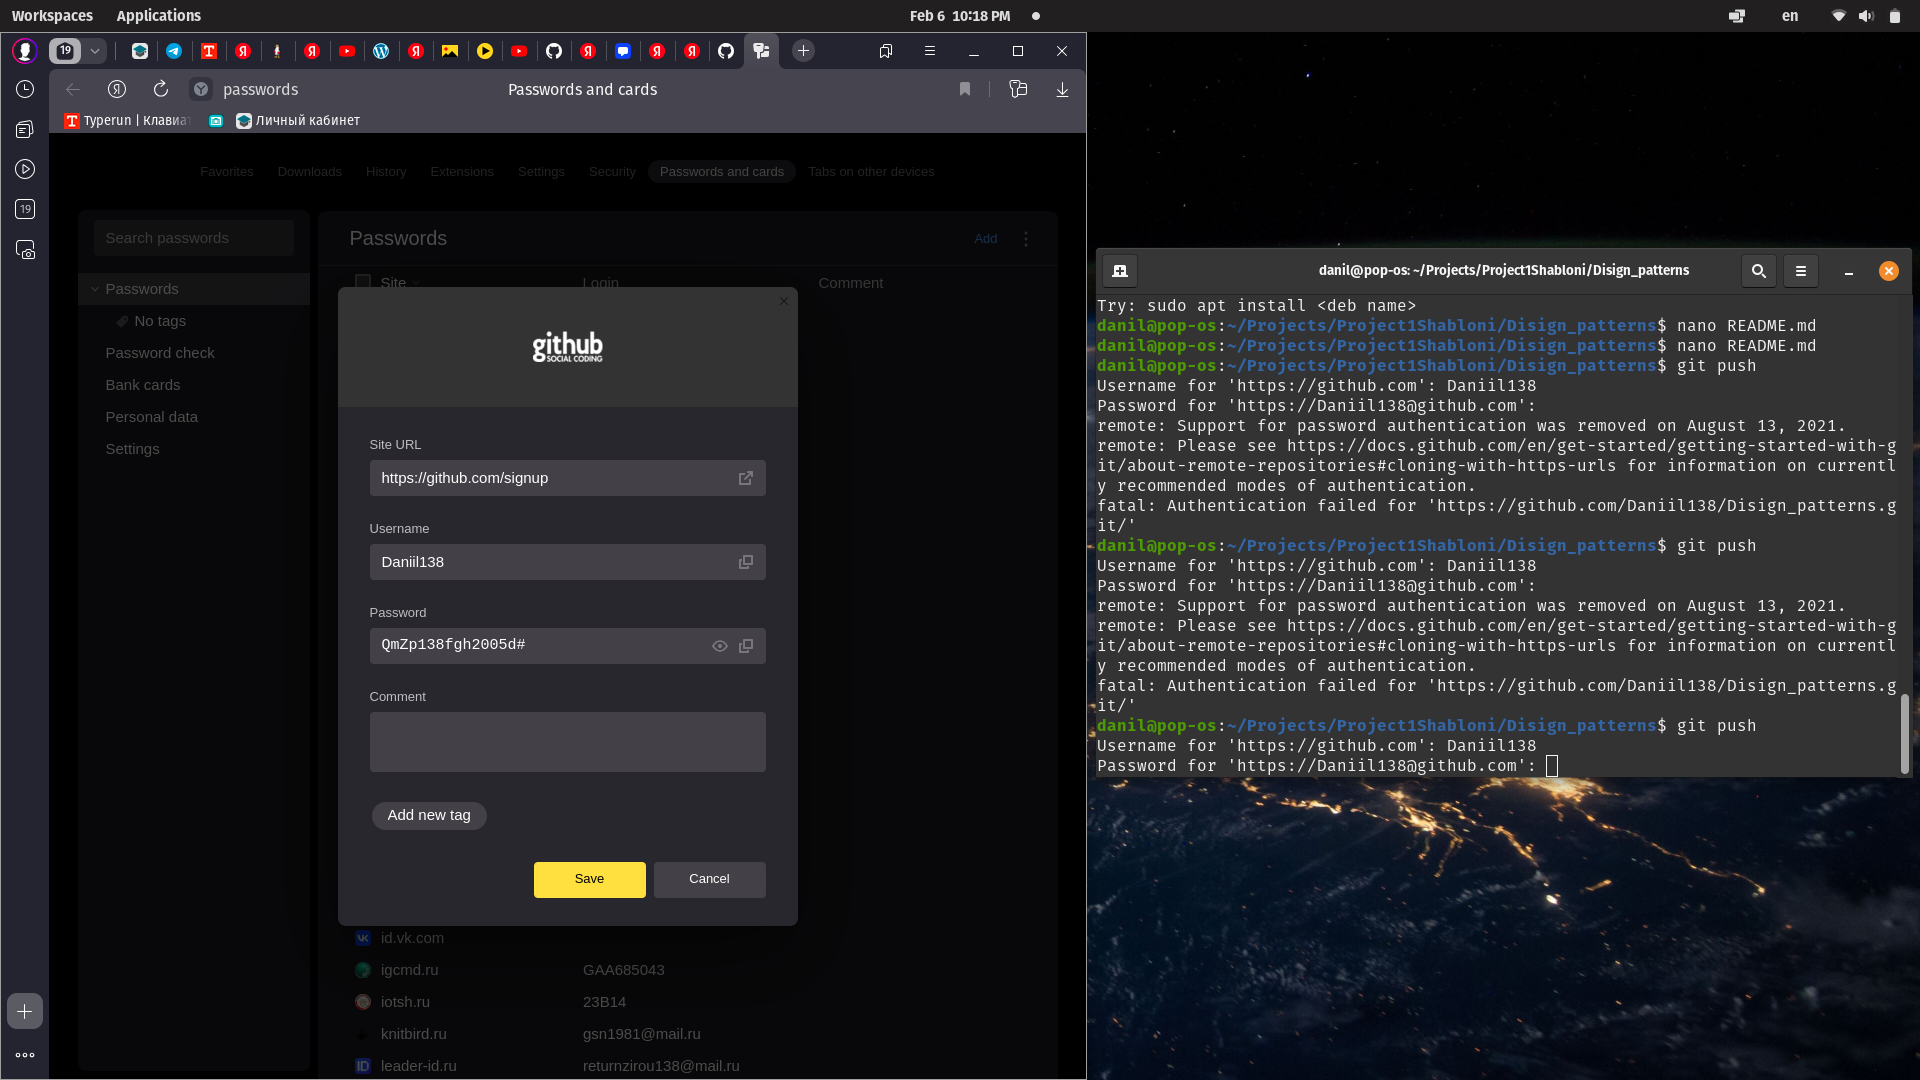 Workspaces Applications
Feb 6 10:18 PM
en
19
passwords
Passwords and cards
Typerun | Клавиат
Личный кабинет
19
Favorites Downloads History Extensions Settings Security Passwords and cards Tabs on other devices
Search passwords
Passwords
No tags
Password check
Bank cards
Personal data
Settings
Passwords
Add
Site Login Comment
github
SOCIAL CODING
Site URL
https://github.com/signup
Username
Daniil138
Password
QmZp138fgh2005d#
Comment
Add new tag
Save
Cancel
id.vk.com
igcmd.ru GAA685043
iotsh.ru 23B14
knitbird.ru gsn1981@mail.ru
leader-id.ru returnzirou138@mail.ru
danil@pop-os: ~/Projects/Project1Shabloni/Disign_patterns
Try: sudo apt install <deb name>
danil@pop-os:~/Projects/Project1Shabloni/Disign_patterns$ nano README.md
danil@pop-os:~/Projects/Project1Shabloni/Disign_patterns$ nano README.md
danil@pop-os:~/Projects/Project1Shabloni/Disign_patterns$ git push
Username for 'https://github.com': Daniil138
Password for 'https://Daniil138@github.com':
remote: Support for password authentication was removed on August 13, 2021.
remote: Please see https://docs.github.com/en/get-started/getting-started-with-g
it/about-remote-repositories#cloning-with-https-urls for information on currentl
y recommended modes of authentication.
fatal: Authentication failed for 'https://github.com/Daniil138/Disign_patterns.g
it/'
danil@pop-os:~/Projects/Project1Shabloni/Disign_patterns$ git push
Username for 'https://github.com': Daniil138
Password for 'https://Daniil138@github.com':
remote: Support for password authentication was removed on August 13, 2021.
remote: Please see https://docs.github.com/en/get-started/getting-started-with-g
it/about-remote-repositories#cloning-with-https-urls for information on currentl
y recommended modes of authentication.
fatal: Authentication failed for 'https://github.com/Daniil138/Disign_patterns.g
it/'
danil@pop-os:~/Projects/Project1Shabloni/Disign_patterns$ git push
Username for 'https://github.com': Daniil138
Password for 'https://Daniil138@github.com':